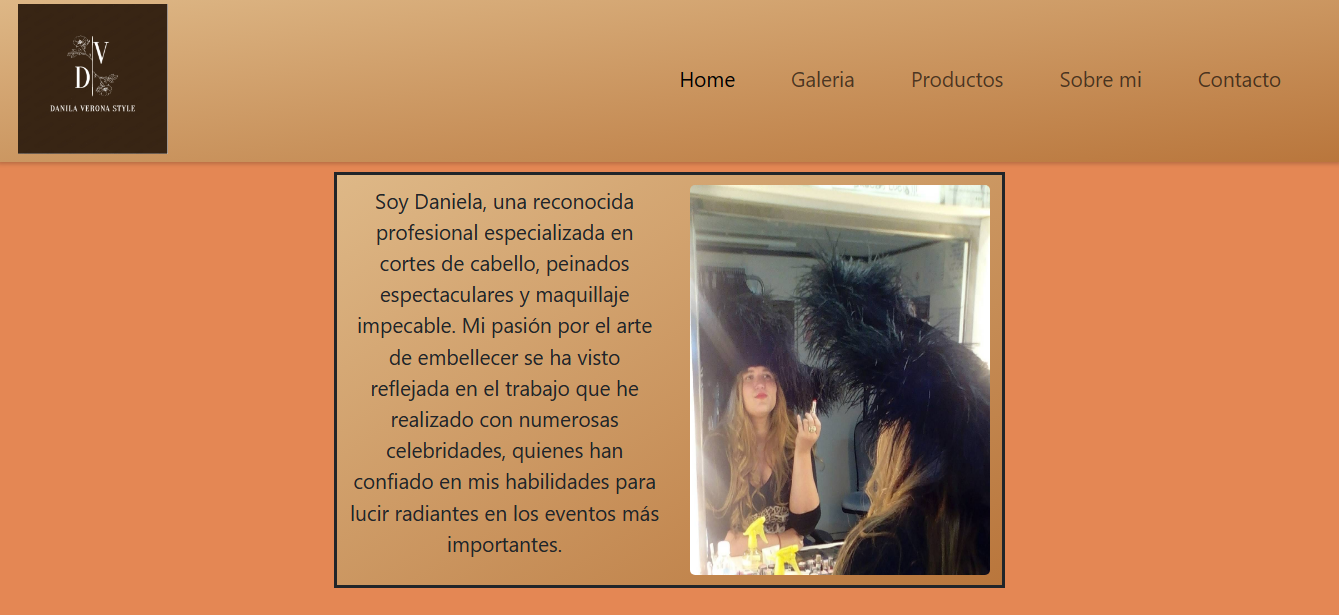 V
D
DANILA VERONA STYLE
Home Galeria Productos Sobre mi Contacto
Soy Daniela, una reconocida
profesional especializada en
cortes de cabello, peinados
espectaculares y maquillaje
impecable. Mi pasión por el arte
de embellecer se ha visto
reflejada en el trabajo que he
realizado con numerosas
celebridades, quienes han
confiado en mis habilidades para
lucir radiantes en los eventos más
importantes.